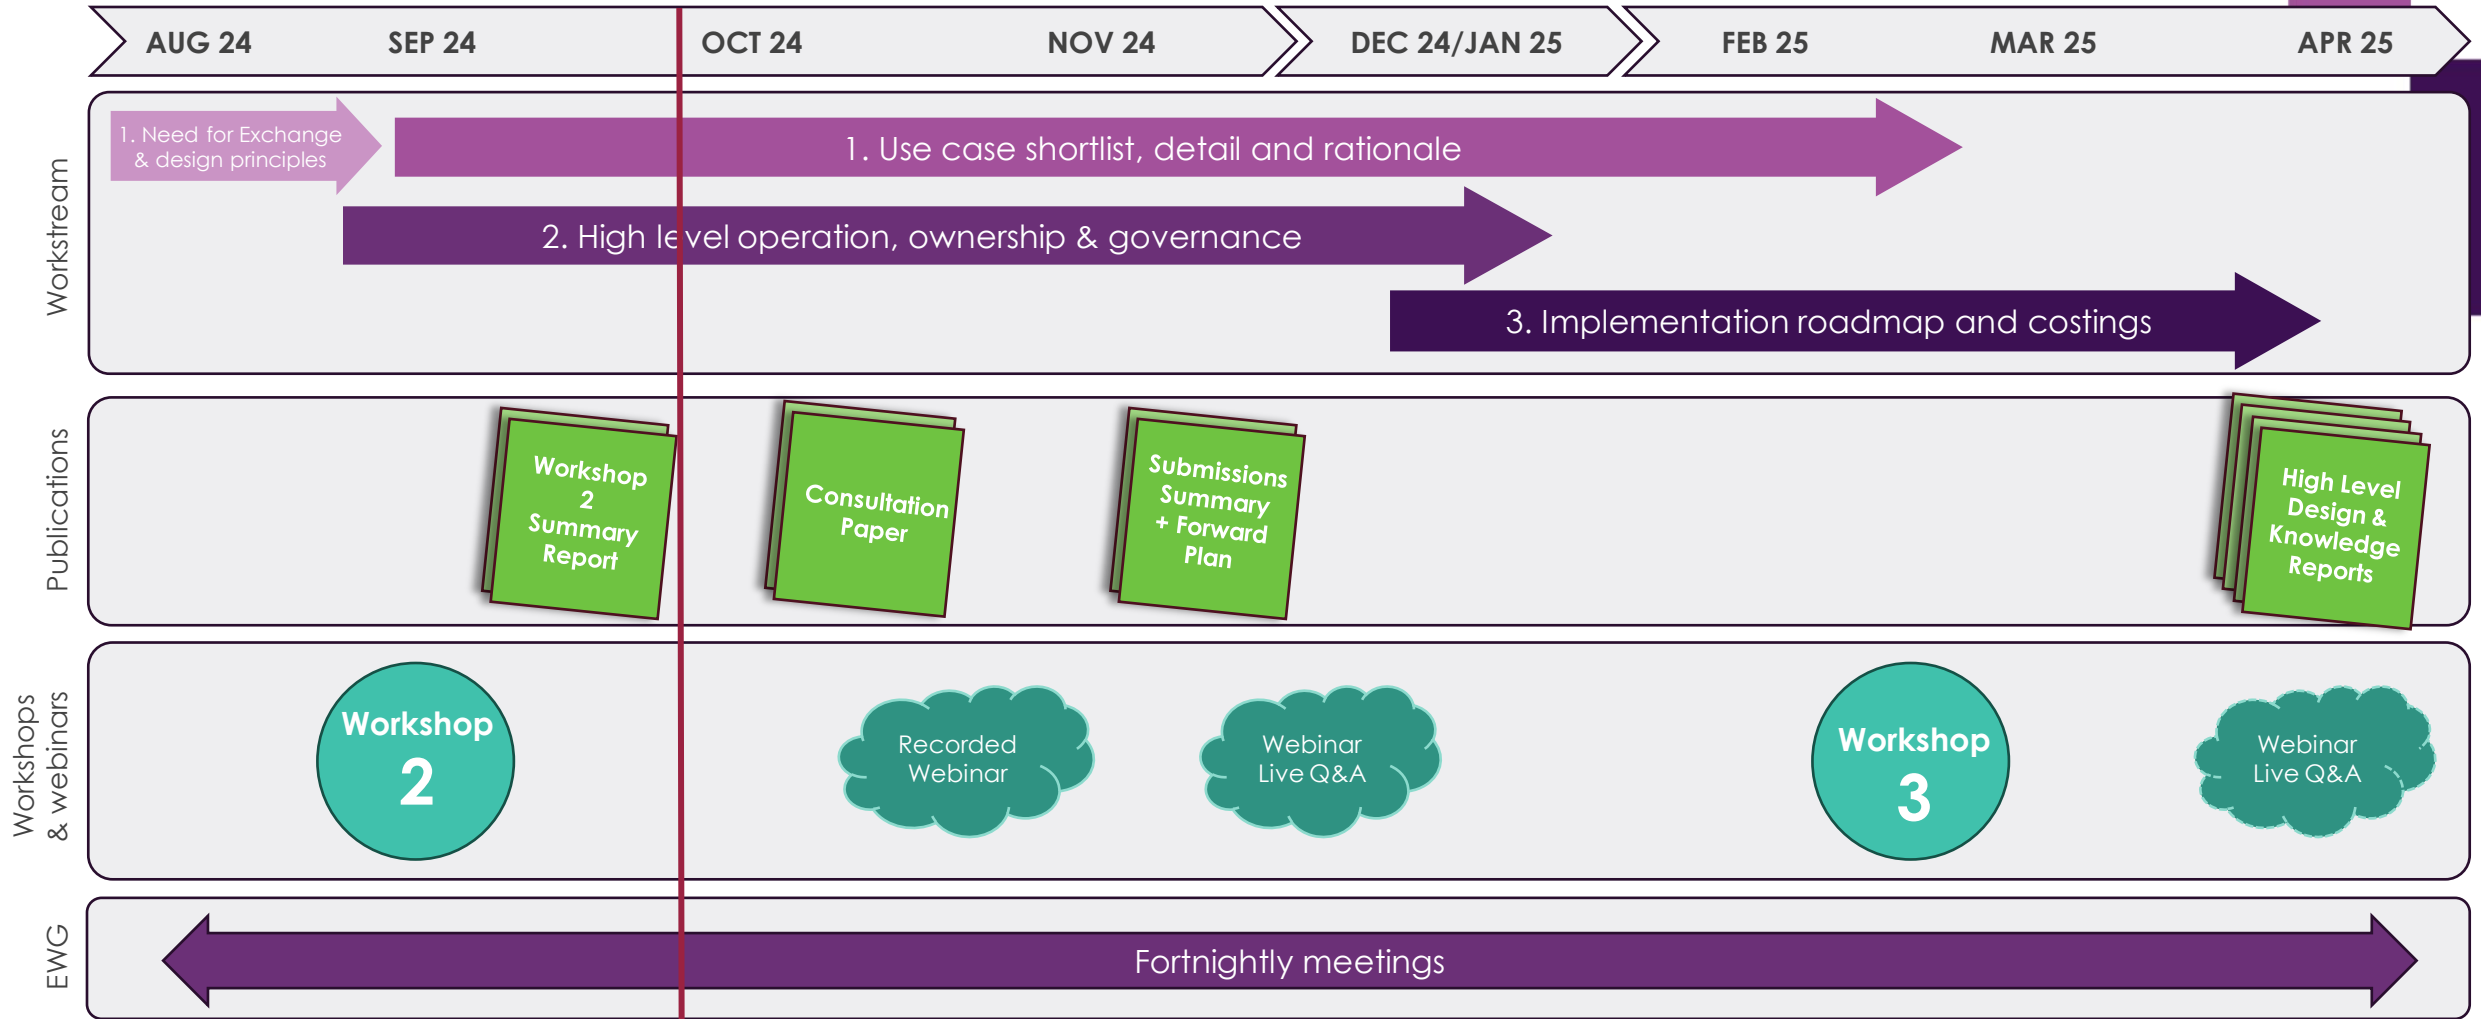 AUG 24
SEP 24
OCT 24
NOV 24
DEC 24/JAN 25
FEB 25
MAR 25
APR 25
Workstream
1. Need for Exchange
& design principles
1. Use case shortlist, detail and rationale
2. High level operation, ownership & governance
3. Implementation roadmap and costings
Publications
Workshop
2
Summary
Report
Consultation
Paper
Submissions
Summary
+ Forward
Plan
High Level
Design &
Knowledge
Reports
Workshops
& webinars
Workshop
2
Recorded
Webinar
Webinar
Live Q&A
Workshop
3
Webinar
Live Q&A
EWG
Fortnightly meetings